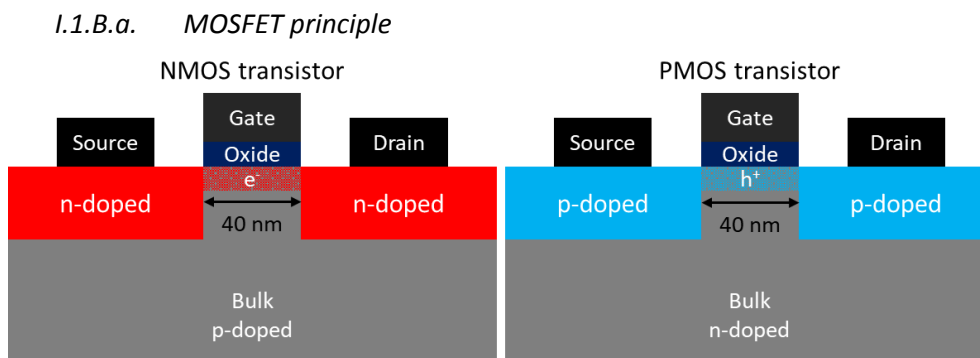 I.1.B.a. MOSFET principle
NMOS transistor
Gate
Source
Drain
Oxide
e-
n-doped
n-doped
40 nm
Bulk
p-doped
PMOS transistor
Gate
Source
Drain
Oxide
h+
p-doped
p-doped
40 nm
Bulk
n-doped